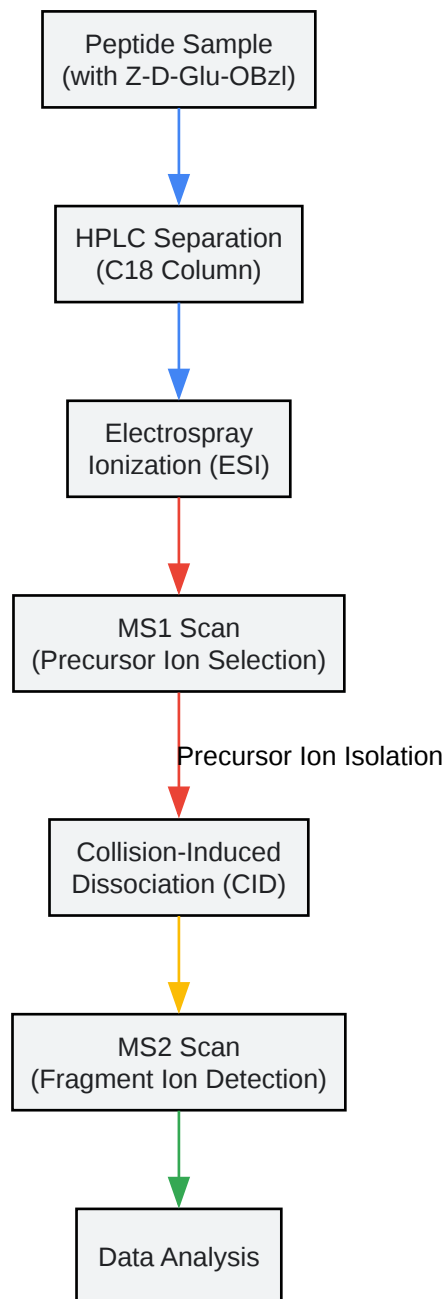 Peptide Sample
(with Z-D-Glu-OBzl)
HPLC Separation
(C18 Column)
Electrospray
Ionization (ESI)
MS1 Scan
(Precursor Ion Selection)
Precursor Ion Isolation
Collision-Induced
Dissociation (CID)
MS2 Scan
(Fragment Ion Detection)
Data Analysis